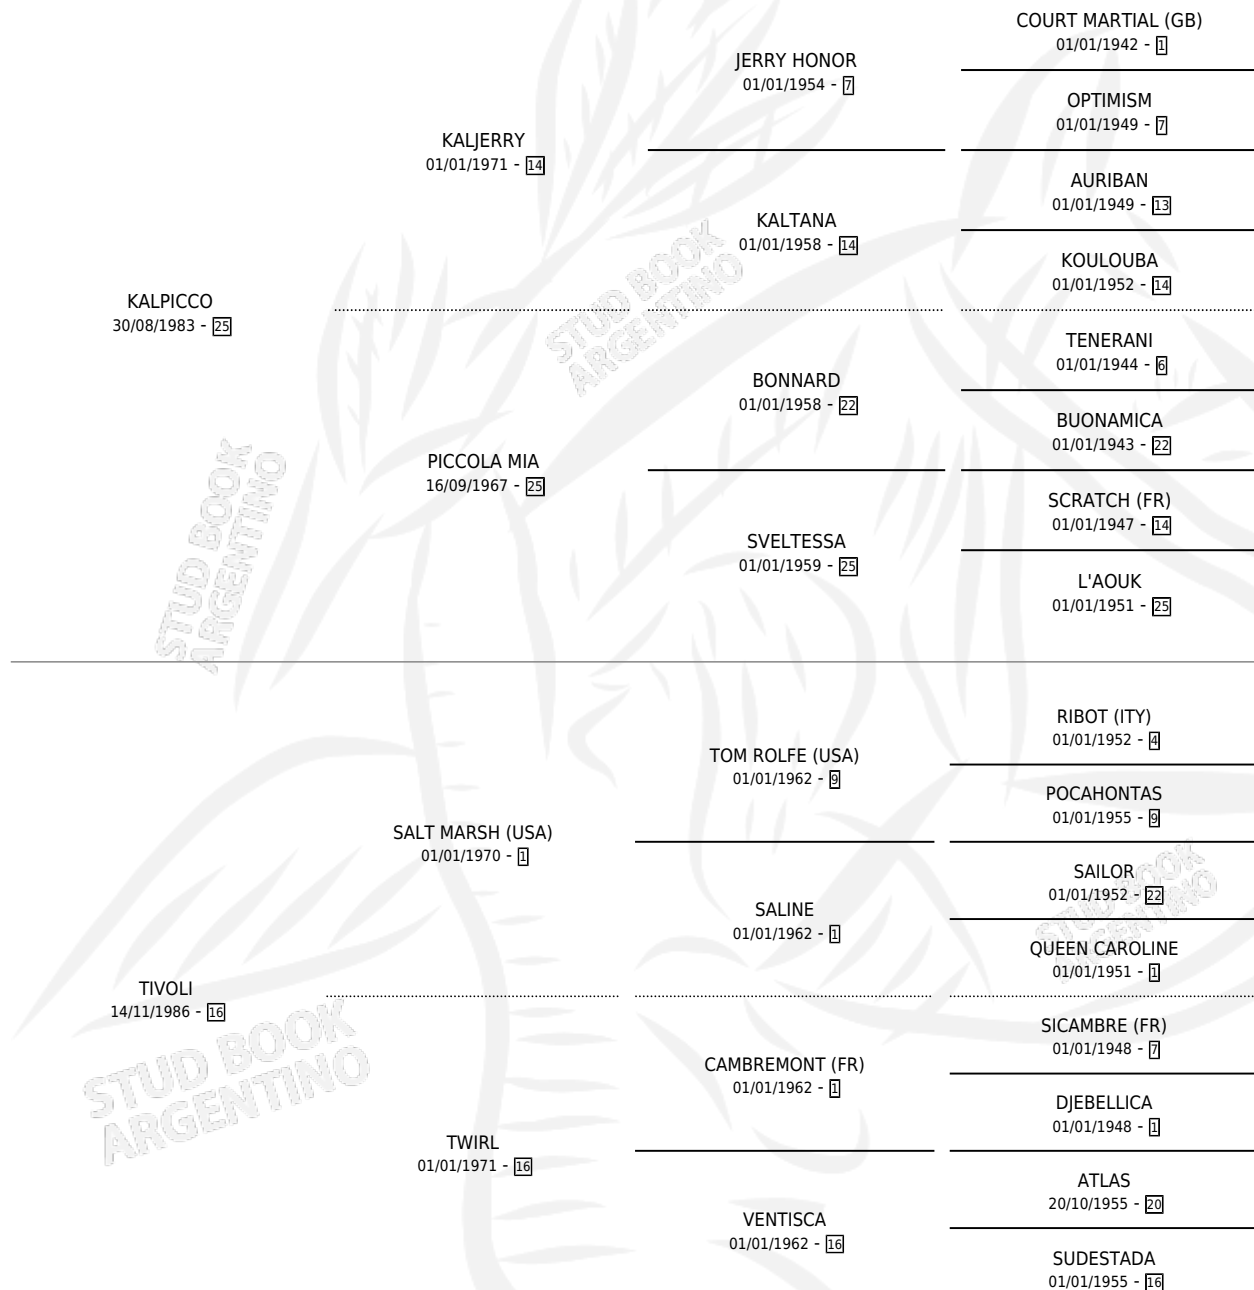 COURT MARTIAL (GB)
01/01/1942 - 1
JERRY HONOR
01/01/1954 - 7
OPTIMISM
01/01/1949 - 7
KALJERRY
01/01/1971 - 14
AURIBAN
01/01/1949 - 13
KALTANA
01/01/1958 - 14
KOULOUBA
01/01/1952 - 14
KALPICCO
30/08/1983 - 25
STUD BOOK
ARGENTINO
TENERANI
01/01/1944 - 6
BONNARD
01/01/1958 - 22
BUONAMICA
01/01/1943 - 22
PICCOLA MIA
16/09/1967 - 25
SCRATCH (FR)
01/01/1947 - 14
SVELTESSA
01/01/1959 - 25
L'AOUK
01/01/1951 - 25
STUD BOOK
ARGENTINO
RIBOT (ITY)
01/01/1952 - 4
TOM ROLFE (USA)
01/01/1962 - 9
POCAHONTAS
01/01/1955 - 9
SALT MARSH (USA)
01/01/1970 - 1
SAILOR
01/01/1952 - 22
SALINE
01/01/1962 - 1
QUEEN CAROLINE
01/01/1951 - 1
STUD BOOK
ARGENTINO
TIVOLI
14/11/1986 - 16
SICAMBRE (FR)
01/01/1948 - 7
CAMBREMONT (FR)
01/01/1962 - 1
DJEBELLICA
01/01/1948 - 1
STUD BOOK
ARGENTINO
TWIRL
01/01/1971 - 16
ATLAS
20/10/1955 - 20
VENTISCA
01/01/1962 - 16
SUDESTADA
01/01/1955 - 16